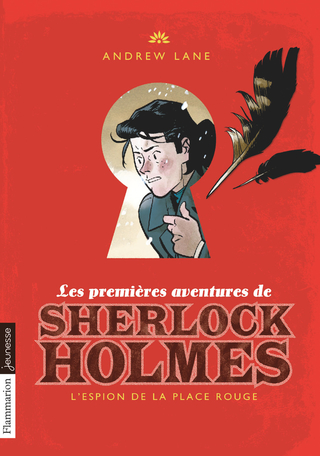 ANDREW LANE
Les premières aventures de
SHERLOCK
HOLMES
L'ESPION DE LA PLACE ROUGE
Flammarion jeunesse